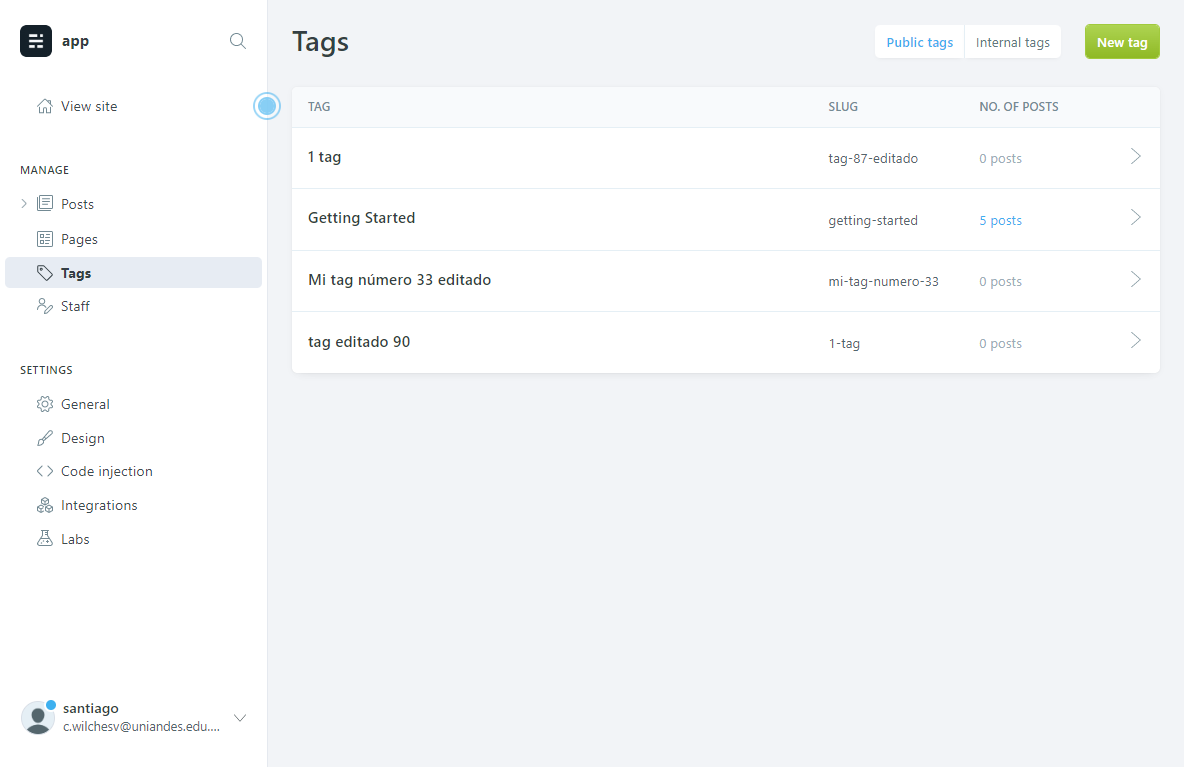 app
View site
MANAGE
Posts
Pages
Tags
Staff
SETTINGS
General
Design
Code injection
Integrations
Labs
santiago
c.wilchesv@uniandes.edu....
Tags
Public tags Internal tags New tag
TAG SLUG NO. OF POSTS
1 tag tag-87-editado 0 posts
Getting Started getting-started 5 posts
Mi tag número 33 editado mi-tag-numero-33 0 posts
tag editado 90 1-tag 0 posts